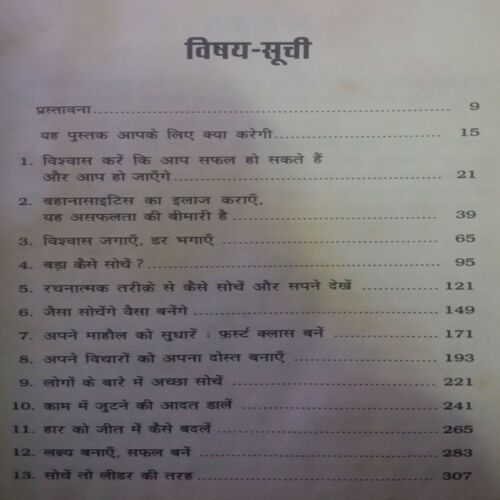 विषय-सूची
प्रस्तावना........................................................ 9
यह पुस्तक आपके लिए क्या करेगी............................ 15
1. विश्वास करें कि आप सफल हो सकते हैं
और आप हो जाएँगे............................................ 21
2. बहानासाइटिस का इलाज कराएँ,
यह असफलता की बीमारी है .................................. 39
3. विश्वास जगाएँ, डर भगाएँ .................................. 65
4. बड़ा कैसे सोचें ?............................................ 95
5. रचनात्मक तरीक़े से कैसे सोचें और सपने देखें .............. 121
6. जैसा सोचेंगे वैसा बनेंगे .................................... 149
7. अपने माहौल को सुधारें : फ़र्स्ट क्लास बनें .................. 171
8. अपने विचारों को अपना दोस्त बनाएँ ........................ 193
9. लोगों के बारे में अच्छा सोचें ................................ 221
10. काम में जुटने की आदत डालें .............................. 241
11. हार को जीत में कैसे बदलें ................................ 265
12. लक्ष्य बनाएँ, सफल बनें .................................. 283
13. सोचें तो लीडर की तरह .................................. 307